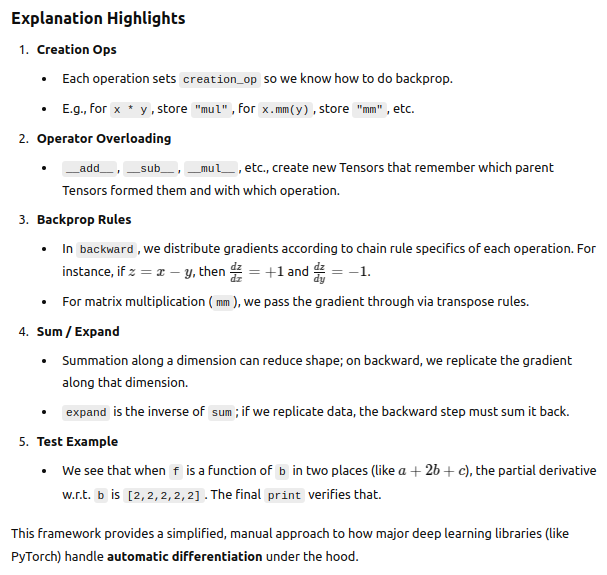 Explanation Highlights
1. Creation Ops
• Each operation sets creation_op so we know how to do backprop.
• E.g., for x * y, store "mul", for x.mm(y), store "mm", etc.
2. Operator Overloading
• __add__, __sub__, __mul__, etc., create new Tensors that remember which parent
Tensors formed them and with which operation.
3. Backprop Rules
• In backward, we distribute gradients according to chain rule specifics of each operation. For
instance, if z = x − y, then dz/dx = +1 and dz/dy = −1.
• For matrix multiplication (mm), we pass the gradient through via transpose rules.
4. Sum / Expand
• Summation along a dimension can reduce shape; on backward, we replicate the gradient
along that dimension.
• expand is the inverse of sum; if we replicate data, the backward step must sum it back.
5. Test Example
• We see that when f is a function of b in two places (like a + 2b + c), the partial derivative
w.r.t. b is [2,2,2,2,2]. The final print verifies that.
This framework provides a simplified, manual approach to how major deep learning libraries (like
PyTorch) handle automatic differentiation under the hood.